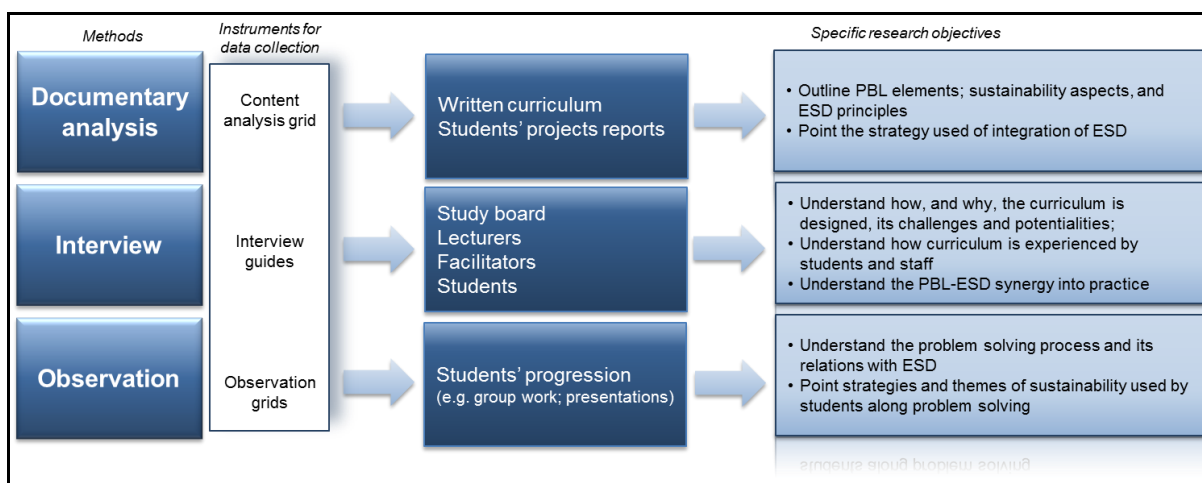 Methods
Instruments for
data collection
Specific research objectives
Documentary
analysis
Content
analysis grid
Written curriculum
Students' projects reports
• Outline PBL elements; sustainability aspects, and
ESD principles
• Point the strategy used of integration of ESD
Interview
Interview
guides
Study board
Lecturers
Facilitators
Students
• Understand how, and why, the curriculum is
designed, its challenges and potentialities;
• Understand how curriculum is experienced by
students and staff
• Understand the PBL-ESD synergy into practice
Observation
Observation
grids
Students' progression
(e.g. group work; presentations)
• Understand the problem solving process and its
relations with ESD
• Point strategies and themes of sustainability used by
students along problem solving